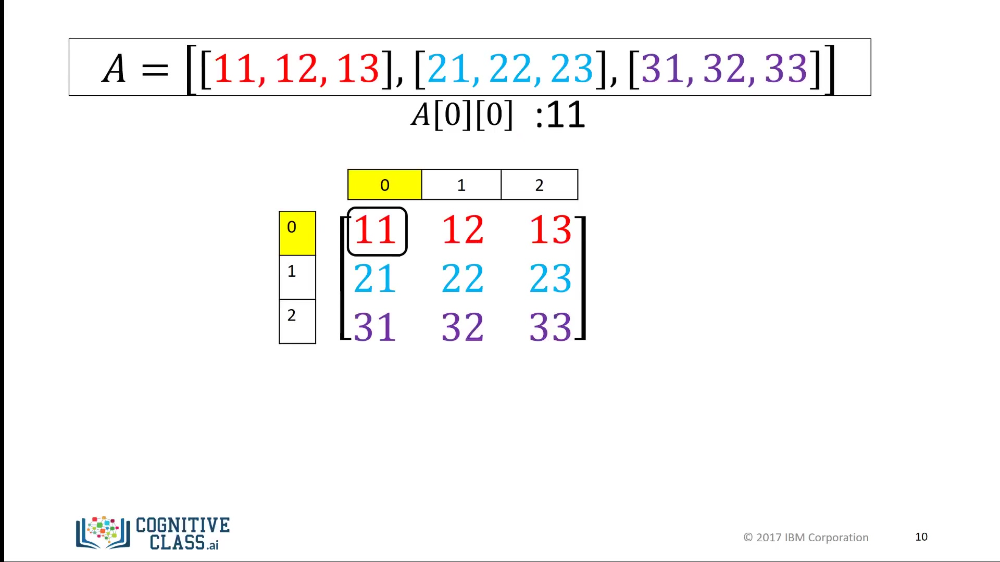 A = [[11, 12, 13], [21, 22, 23], [31, 32, 33]]
A[0][0] :11
0 1 2
0
1
2
11 12 13
21 22 23
31 32 33
COGNITIVE
CLASS.ai
© 2017 IBM Corporation
10